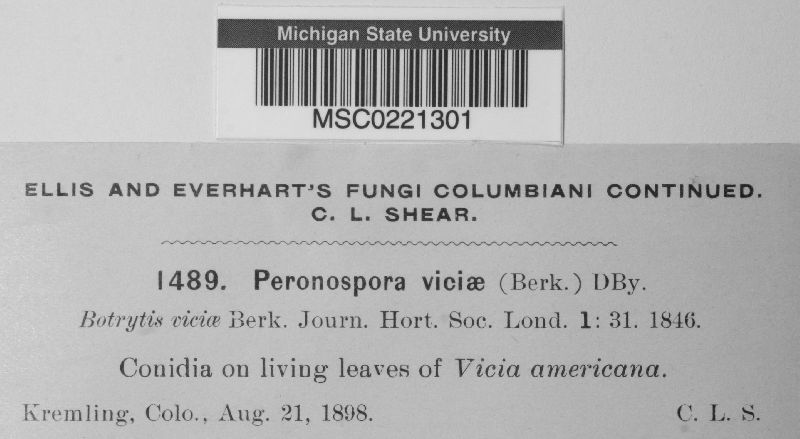 Michigan State University
MSC0221301
ELLIS AND EVERHART'S FUNGI COLUMBIANI CONTINUED.
C. L. SHEAR.
1489. Peronospora viciæ (Berk.) DBy.
Botrytis viciæ Berk. Journ. Hort. Soc. Lond. 1: 31. 1846.
Conidia on living leaves of Vicia americana.
Kremling, Colo., Aug. 21, 1898. C. L. S.